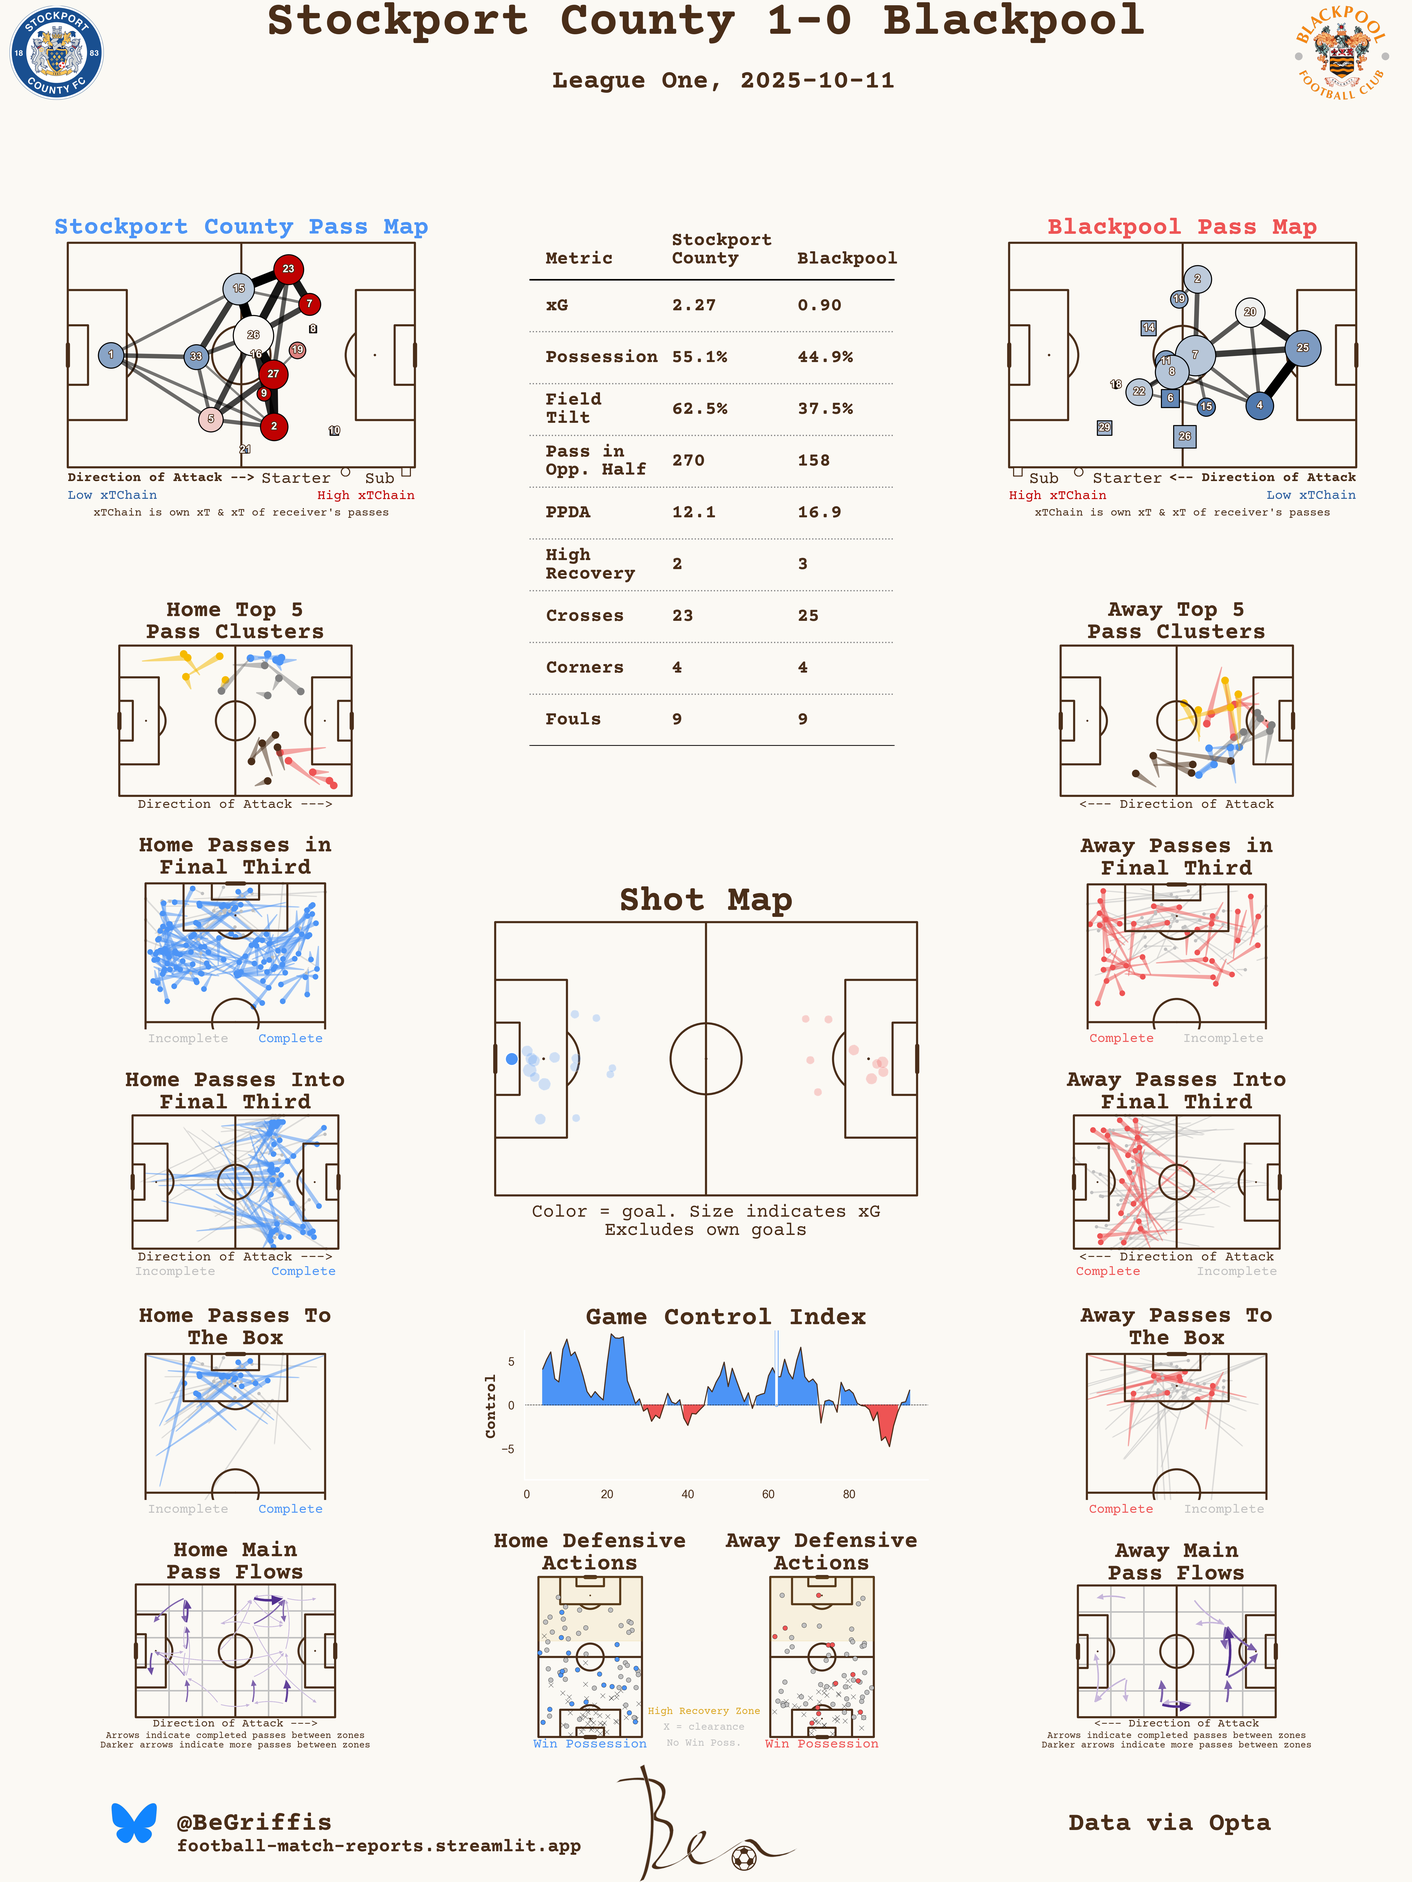 Stockport County 1-0 Blackpool
League One, 2025-10-11
STOCKPORT
18 83
COUNTY FC
BLACKPOOL
FOOTBALL CLUB
Stockport County Pass Map
23
15
7
26
8
16
19
1
33
27
9
5
2
10
21
Direction of Attack --> Starter Sub
Low xTChain High xTChain
xTChain is own xT & xT of receiver's passes
Metric Stockport County Blackpool
xG 2.27 0.90
Possession 55.1% 44.9%
Field Tilt 62.5% 37.5%
Pass in Opp. Half 270 158
PPDA 12.1 16.9
High Recovery 2 3
Crosses 23 25
Corners 4 4
Fouls 9 9
Blackpool Pass Map
2
19
20
14
25
7
11
8
18
22
6
15
4
29
26
Sub Starter <-- Direction of Attack
High xTChain Low xTChain
xTChain is own xT & xT of receiver's passes
Home Top 5
Pass Clusters
Direction of Attack --->
Away Top 5
Pass Clusters
<--- Direction of Attack
Home Passes in
Final Third
Incomplete Complete
Away Passes in
Final Third
Complete Incomplete
Shot Map
Color = goal. Size indicates xG
Excludes own goals
Home Passes Into
Final Third
Direction of Attack --->
Incomplete Complete
Away Passes Into
Final Third
<--- Direction of Attack
Complete Incomplete
Home Passes To
The Box
Incomplete Complete
Game Control Index
Control
5
0
−5
0 20 40 60 80
Away Passes To
The Box
Complete Incomplete
Home Main
Pass Flows
Direction of Attack --->
Arrows indicate completed passes between zones
Darker arrows indicate more passes between zones
Home Defensive
Actions
Win Possession
High Recovery Zone
X = clearance
No Win Poss.
Away Defensive
Actions
Win Possession
Away Main
Pass Flows
<--- Direction of Attack
Arrows indicate completed passes between zones
Darker arrows indicate more passes between zones
@BeGriffis
football-match-reports.streamlit.app
Ben
Data via Opta